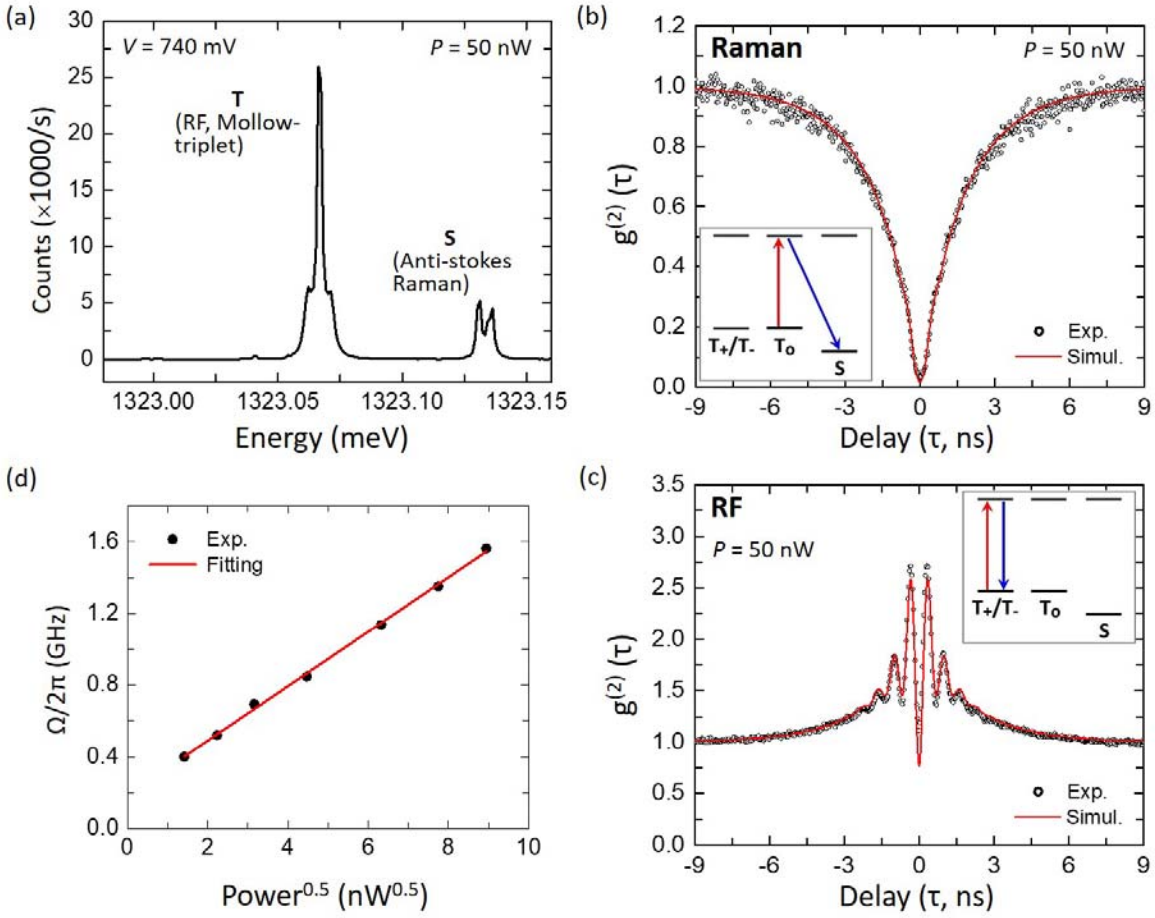 (a)
V = 740 mV
P = 50 nW
T
(RF, Mollow-
triplet)
S
(Anti-stokes
Raman)
Counts (×1000/s)
30
25
20
15
10
5
0
1323.00
1323.05
1323.10
1323.15
Energy (meV)
(b)
Raman
P = 50 nW
g(2) (τ)
1.2
1.0
0.8
0.6
0.4
0.2
0.0
T+/T-
To
S
Exp.
Simul.
-9
-6
-3
0
3
6
9
Delay (τ, ns)
(d)
Exp.
Fitting
Ω/2π (GHz)
1.6
1.2
0.8
0.4
0.0
0
2
4
6
8
10
Power0.5 (nW0.5)
(c)
RF
P = 50 nW
g(2) (τ)
3.5
3.0
2.5
2.0
1.5
1.0
0.5
0.0
T+/T-
To
S
Exp.
Simul.
-9
-6
-3
0
3
6
9
Delay (τ, ns)